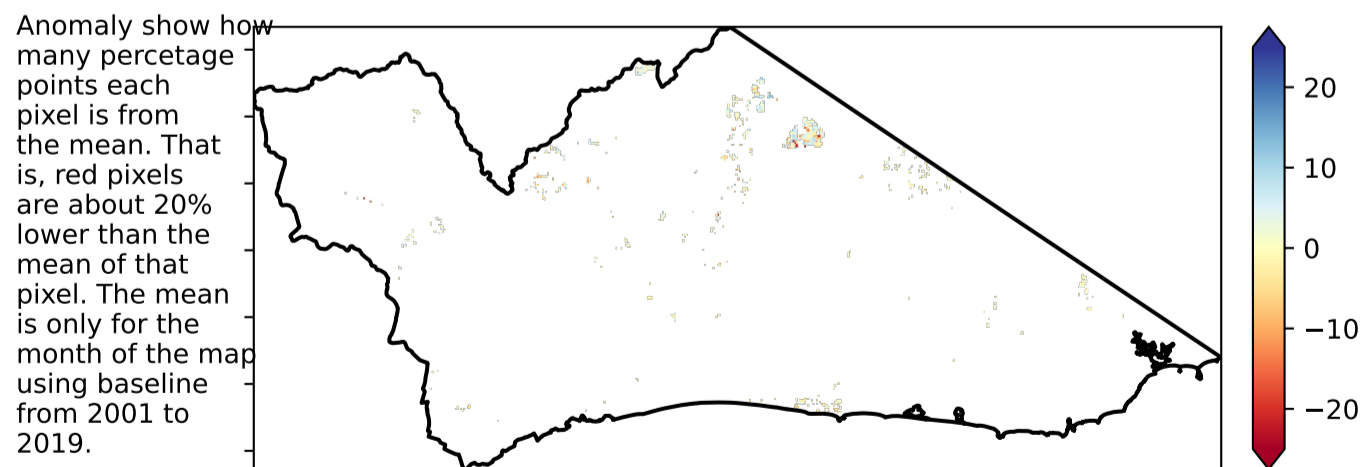 Anomaly show how
many percetage
points each
pixel is from
the mean. That
is, red pixels
are about 20%
lower than the
mean of that
pixel. The mean
is only for the
month of the map
using baseline
from 2001 to
2019.
20
10
0
−10
−20